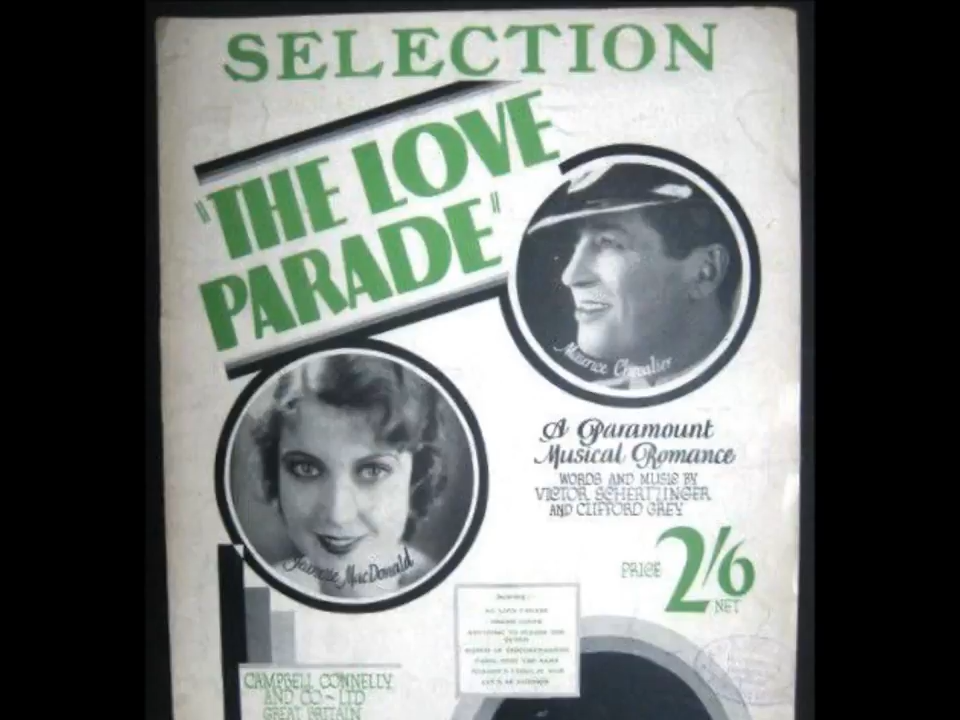 SELECTION
"THE LOVE
PARADE"
Maurice Chevalier
A Paramount
Musical Romance
WORDS AND MUSIC BY
VICTOR SCHERTZINGER
AND CLIFFORD GREY
Jeanette MacDonald
PRICE 2/6
NET
CAMPBELL CONNELLY
AND CO-LTD
GREAT BRITAIN